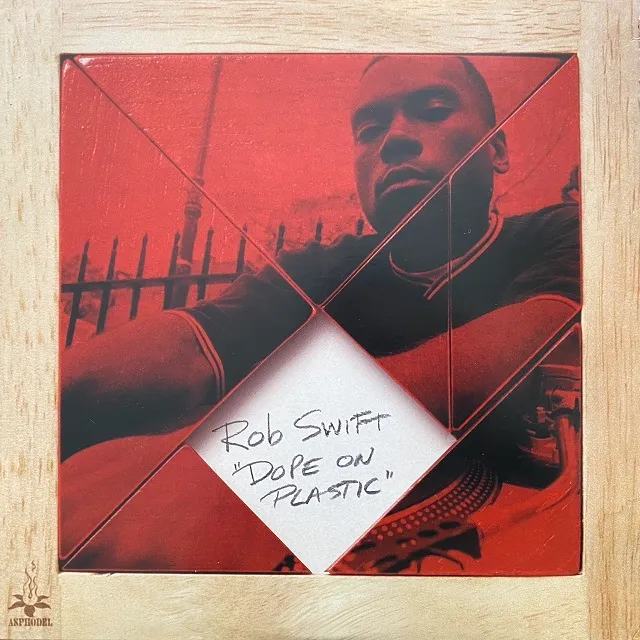 Rob Swift
"Dope on
Plastic"
ASPHODEL